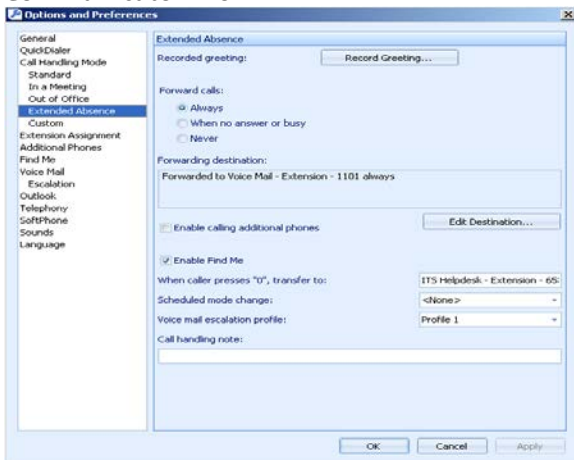 Options and Preferences
General
QuickDialer
Call Handling Mode
Standard
In a Meeting
Out of Office
Extended Absence
Custom
Extension Assignment
Additional Phones
Find Me
Voice Mail
Escalation
Outlook
Telephony
SoftPhone
Sounds
Language
Extended Absence
Recorded greeting:
Record Greeting...
Forward calls:
Always
When no answer or busy
Never
Forwarding destination:
Forwarded to Voice Mail - Extension - 1101 always
Edit Destination...
Enable calling additional phones
Enable Find Me
When caller presses "0", transfer to:
ITS Helpdesk - Extension - 65
Scheduled mode change:
<None>
Voice mail escalation profile:
Profile 1
Call handling note:
OK
Cancel
Apply